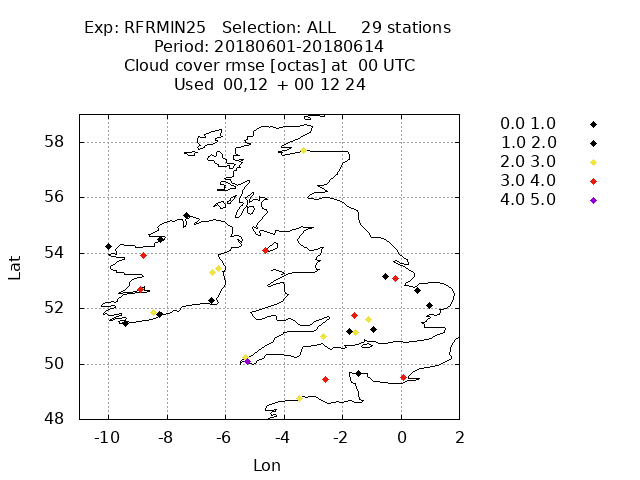 Exp: RFRMIN25 Selection: ALL 29 stations
Period: 20180601-20180614
Cloud cover rmse [octas] at 00 UTC
Used 00,12 + 00 12 24
0.0 1.0
1.0 2.0
2.0 3.0
3.0 4.0
4.0 5.0
58
56
54
52
50
48
Lat
-10 -8 -6 -4 -2 0 2
Lon